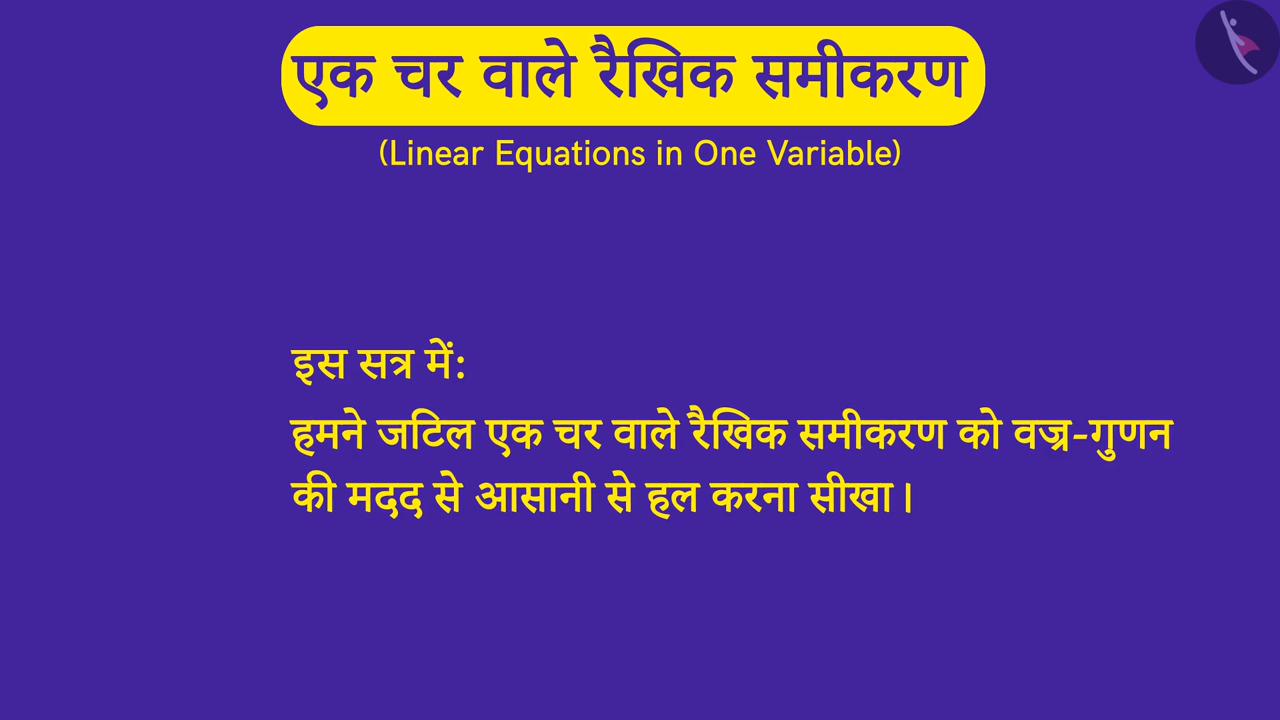 एक चर वाले रैखिक समीकरण
(Linear Equations in One Variable)
इस सत्र में:
हमने जटिल एक चर वाले रैखिक समीकरण को वज्र-गुणन
की मदद से आसानी से हल करना सीखा।